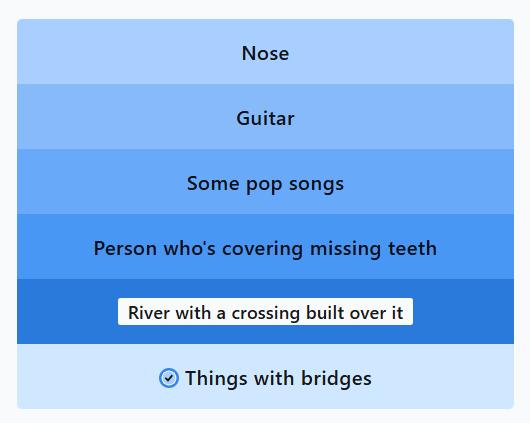 Nose
Guitar
Some pop songs
Person who's covering missing teeth
River with a crossing built over it
Things with bridges